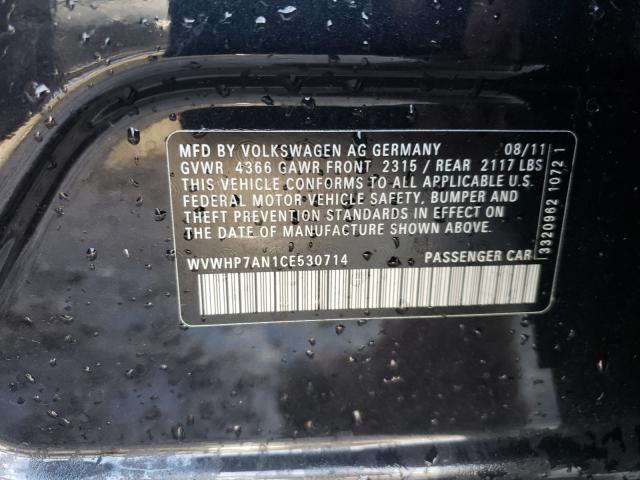 MFD BY VOLKSWAGEN AG GERMANY 08/11
GVWR 4366 GAWR FRONT 2315 / REAR 2117 LBS
THIS VEHICLE CONFORMS TO ALL APPLICABLE U.S.
FEDERAL MOTOR VEHICLE SAFETY, BUMPER AND
THEFT PREVENTION STANDARDS IN EFFECT ON
THE DATE OF MANUFACTURE SHOWN ABOVE.
WVWHP7AN1CE530714 PASSENGER CAR
3320962 1072 1